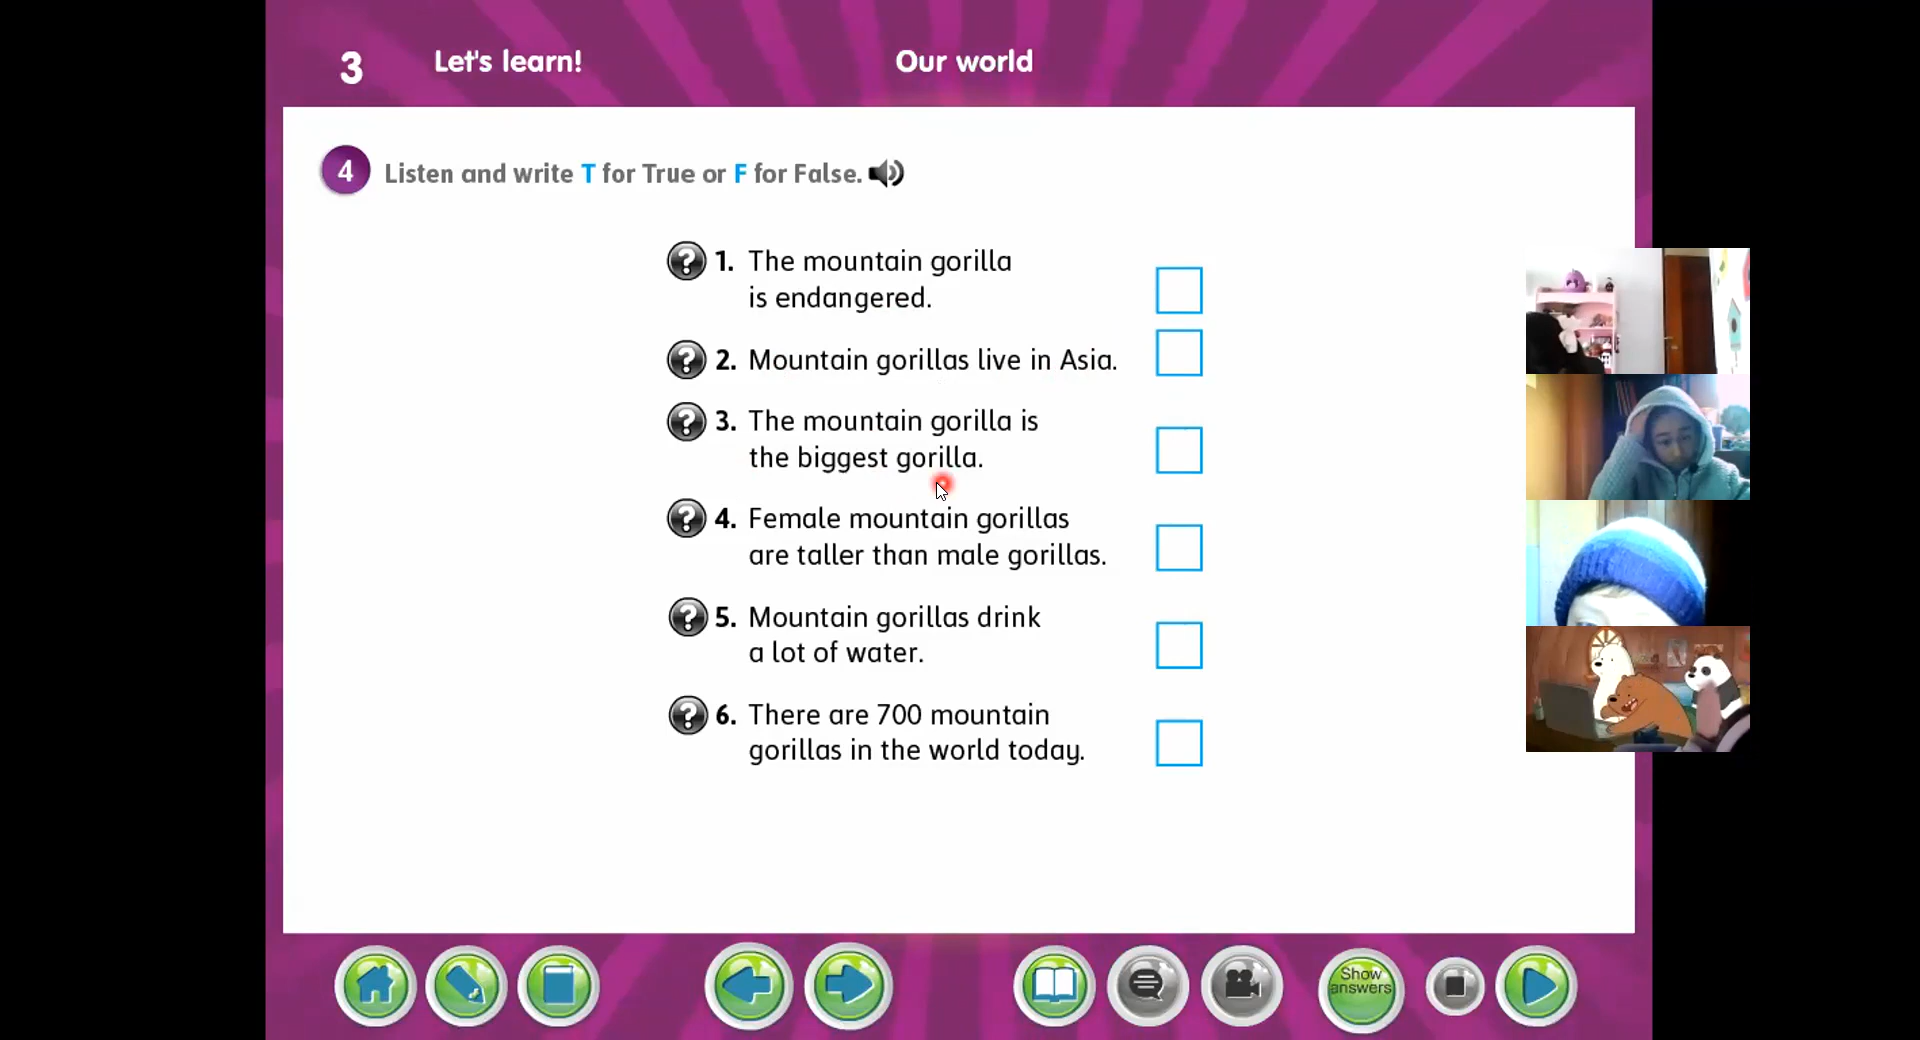 3 Let's learn! Our world
4 Listen and write T for True or F for False.
? 1. The mountain gorilla
is endangered.
? 2. Mountain gorillas live in Asia.
? 3. The mountain gorilla is
the biggest gorilla.
? 4. Female mountain gorillas
are taller than male gorillas.
? 5. Mountain gorillas drink
a lot of water.
? 6. There are 700 mountain
gorillas in the world today.
Show
answers